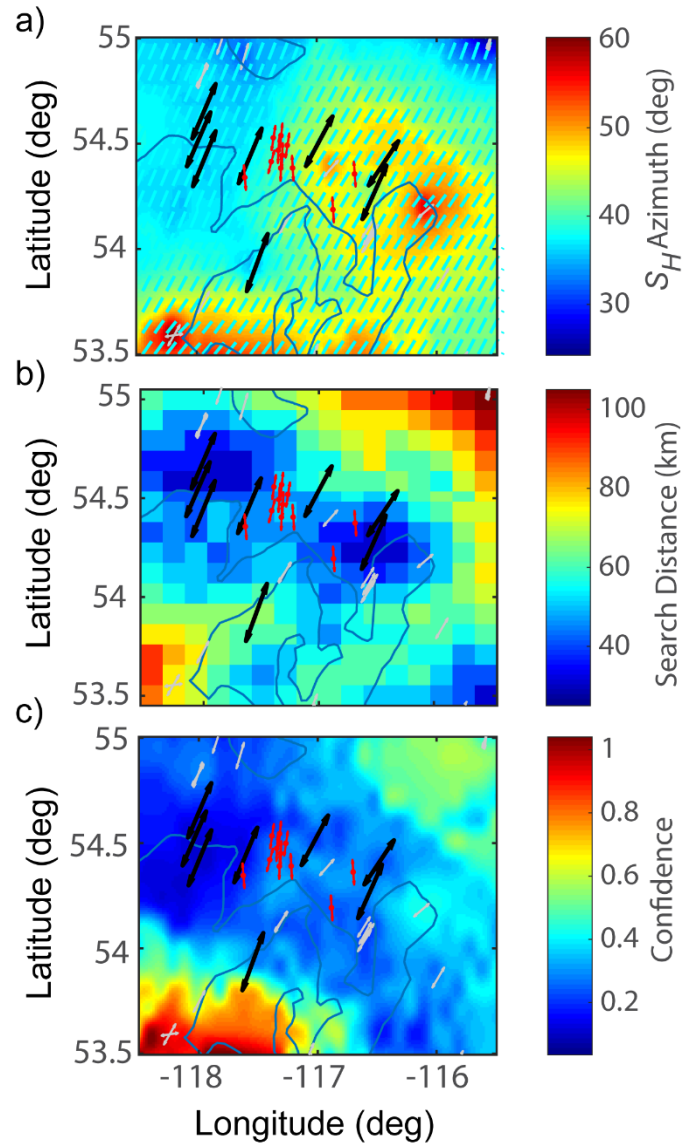 a)
55
54.5
54
53.5
Latitude (deg)
60
50
40
30
S_H Azimuth (deg)
b)
55
54.5
54
53.5
Latitude (deg)
100
80
60
40
Search Distance (km)
c)
55
54.5
54
53.5
Latitude (deg)
1
0.8
0.6
0.4
0.2
Confidence
-118
-117
-116
Longitude (deg)